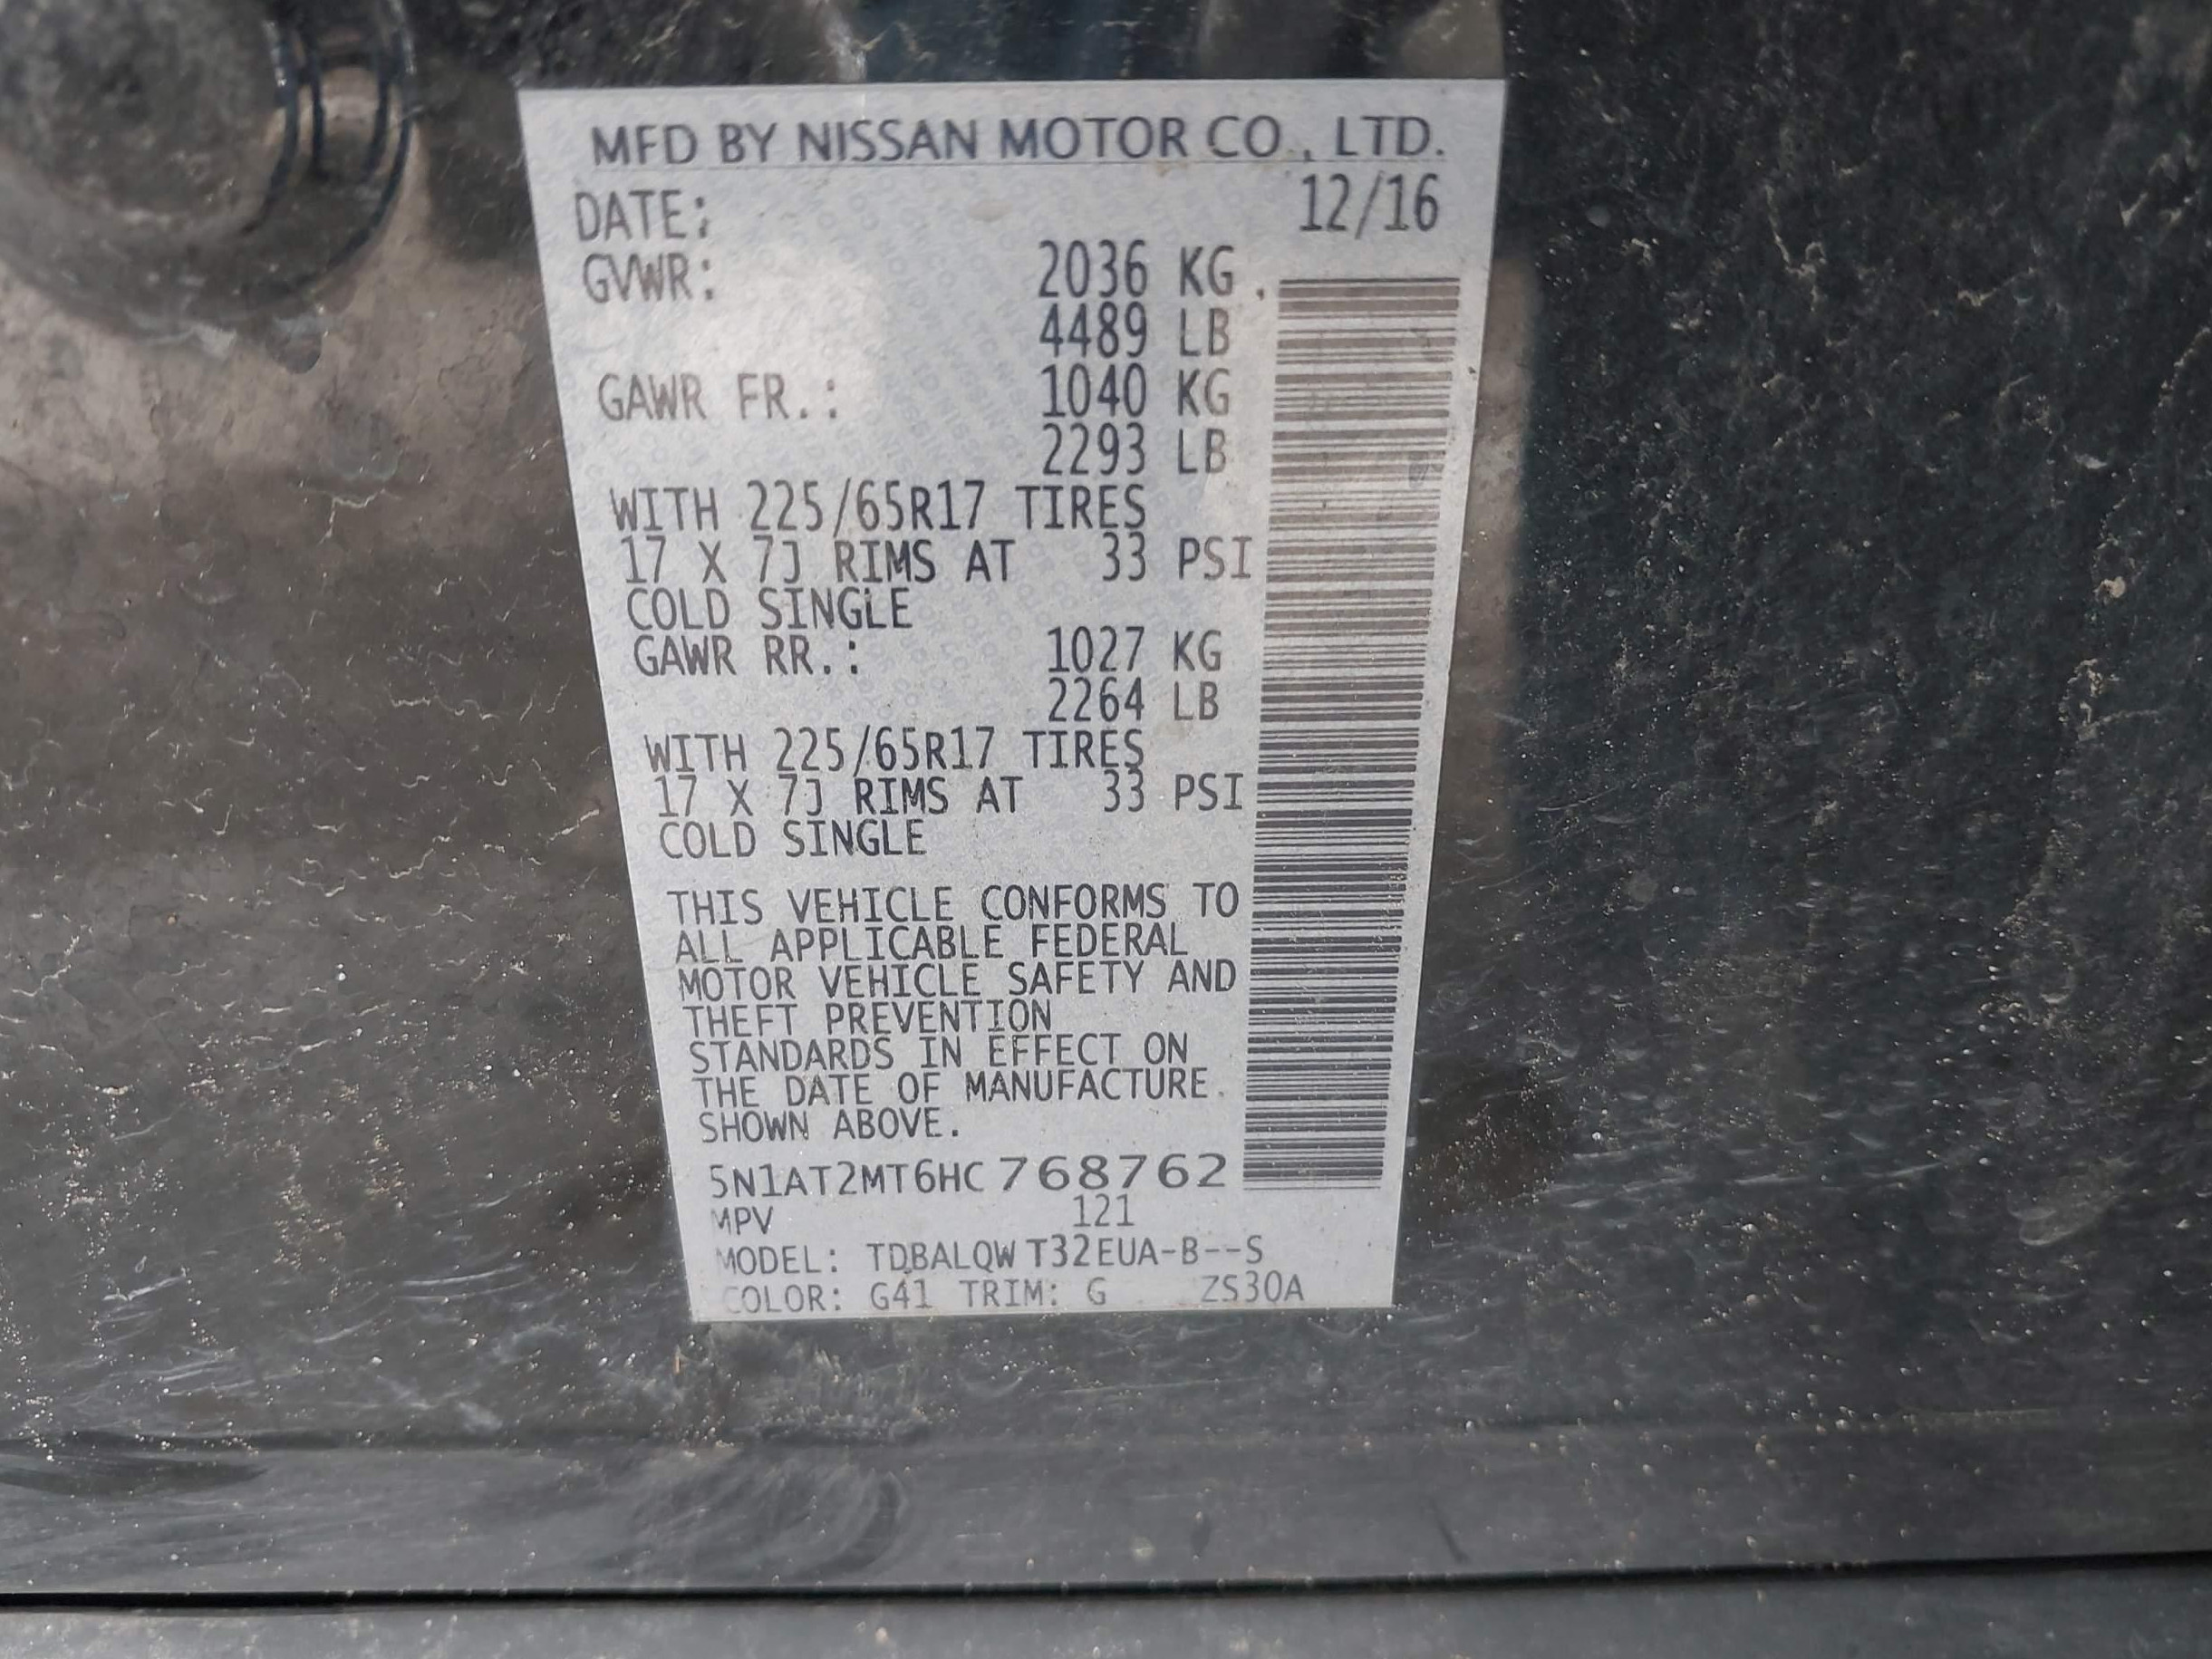 MFD BY NISSAN MOTOR CO., LTD.
DATE: 12/16
GVWR: 2036 KG
4489 LB
GAWR FR.: 1040 KG
2293 LB
WITH 225/65R17 TIRES
17 X 7J RIMS AT 33 PSI
COLD SINGLE
GAWR RR.: 1027 KG
2264 LB
WITH 225/65R17 TIRES
17 X 7J RIMS AT 33 PSI
COLD SINGLE
THIS VEHICLE CONFORMS TO
ALL APPLICABLE FEDERAL
MOTOR VEHICLE SAFETY AND
THEFT PREVENTION
STANDARDS IN EFFECT ON
THE DATE OF MANUFACTURE
SHOWN ABOVE.
5N1AT2MT6HC768762
MPV 121
MODEL: TDBALQW T32EUA-B--S
COLOR: G41 TRIM: G ZS30A